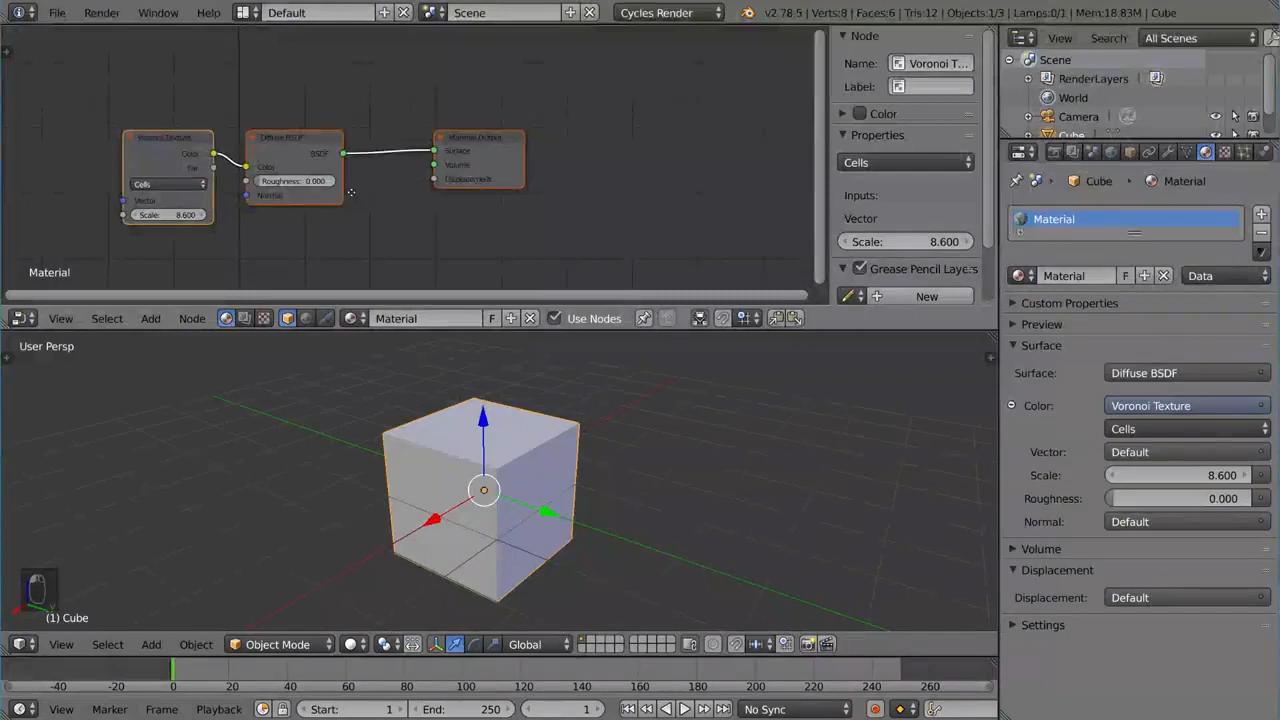 File Render Window Help Default Scene Cycles Render v2.78.5 | Verts:8 | Faces:6 | Tris:12 | Objects:1/3 | Lamps:0/1 | Mem:18.83M | Cube
Voronoi Texture
Color
Cells
Vector
Scale: 8.600
Diffuse BSDF
BSDF
Color
Roughness: 0.000
Normal
Material Output
Surface
Volume
Displacement
Material
Node
Name: Voronoi T...
Label:
Color
Properties
Cells
Inputs:
Vector
Scale: 8.600
Grease Pencil Layers
New
View Select Add Node Material F Use Nodes
User Persp
(1) Cube
View Select Add Object Object Mode Global
-40 -20 0 20 40 60 80 100 120 140 160 180 200 220 240 260
View Marker Frame Playback Start: 1 End: 250 1 No Sync
View Search All Scenes
Scene
RenderLayers
World
Camera
Cube
Cube Material
Material
Material F Data
Custom Properties
Preview
Surface
Surface: Diffuse BSDF
Color: Voronoi Texture
Cells
Vector: Default
Scale: 8.600
Roughness: 0.000
Normal: Default
Volume
Displacement
Displacement: Default
Settings